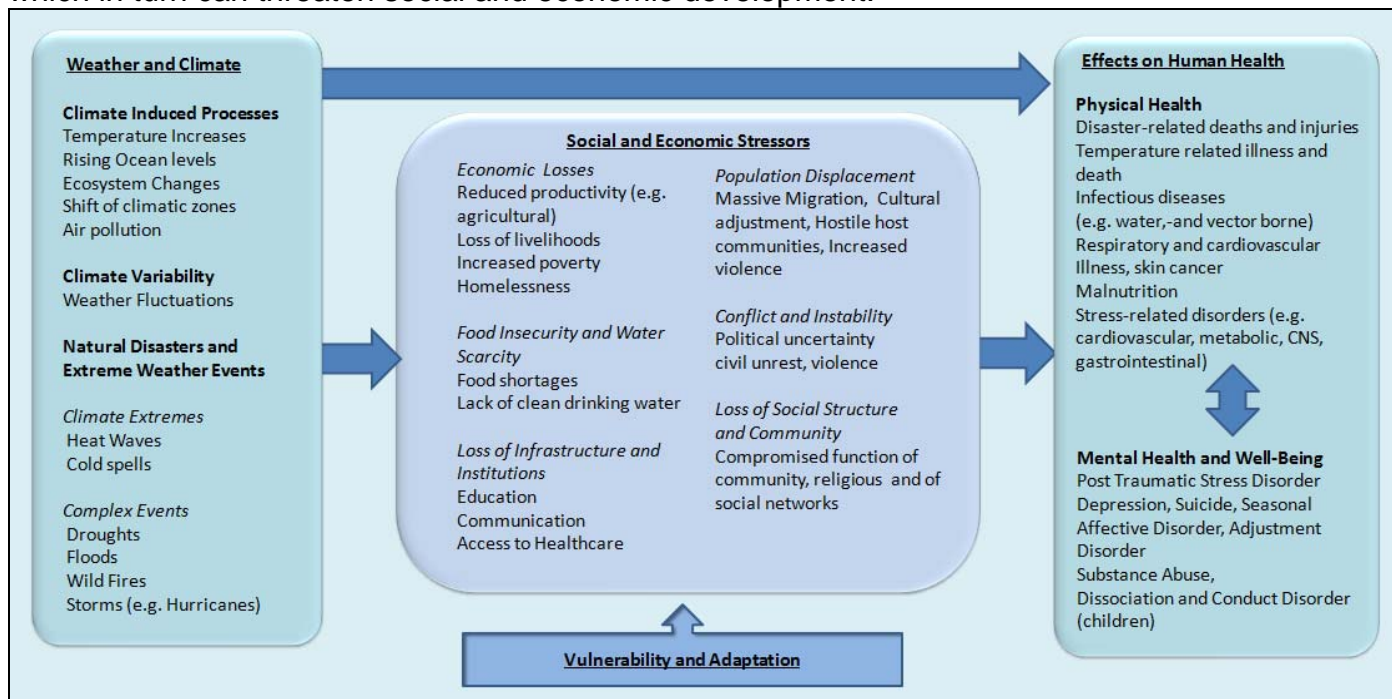 which in turn can threaten social and economic development.
Weather and Climate
Climate Induced Processes
Temperature Increases
Rising Ocean levels
Ecosystem Changes
Shift of climatic zones
Air pollution
Climate Variability
Weather Fluctuations
Natural Disasters and
Extreme Weather Events
Climate Extremes
Heat Waves
Cold spells
Complex Events
Droughts
Floods
Wild Fires
Storms (e.g. Hurricanes)
Social and Economic Stressors
Economic Losses
Reduced productivity (e.g.
agricultural)
Loss of livelihoods
Increased poverty
Homelessness
Food Insecurity and Water
Scarcity
Food shortages
Lack of clean drinking water
Loss of Infrastructure and
Institutions
Education
Communication
Access to Healthcare
Population Displacement
Massive Migration, Cultural
adjustment, Hostile host
communities, Increased
violence
Conflict and Instability
Political uncertainty
civil unrest, violence
Loss of Social Structure
and Community
Compromised function of
community, religious and of
social networks
Vulnerability and Adaptation
Effects on Human Health
Physical Health
Disaster-related deaths and injuries
Temperature related illness and
death
Infectious diseases
(e.g. water,-and vector borne)
Respiratory and cardiovascular
Illness, skin cancer
Malnutrition
Stress-related disorders (e.g.
cardiovascular, metabolic, CNS,
gastrointestinal)
Mental Health and Well-Being
Post Traumatic Stress Disorder
Depression, Suicide, Seasonal
Affective Disorder, Adjustment
Disorder
Substance Abuse,
Dissociation and Conduct Disorder
(children)